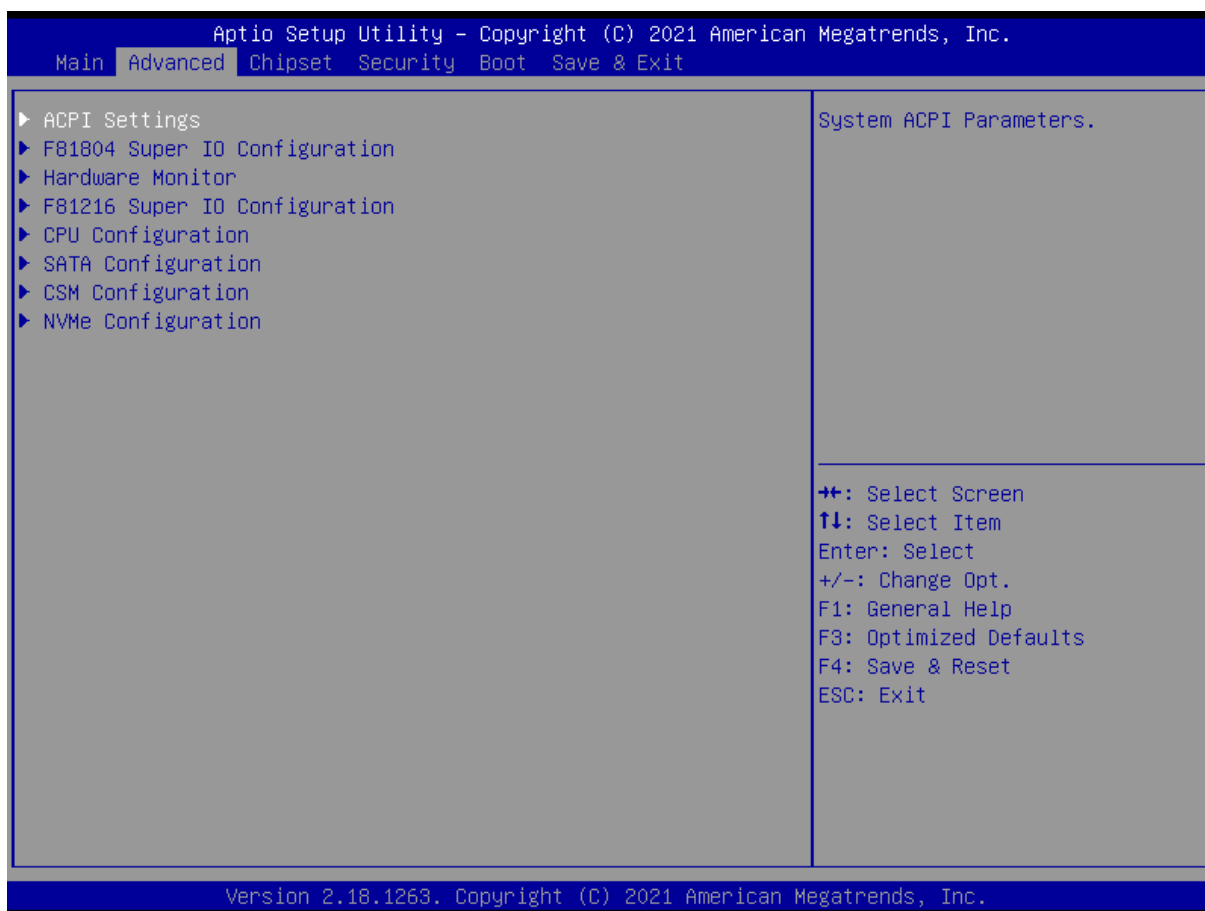 Aptio Setup Utility – Copyright (C) 2021 American Megatrends, Inc.
Main Advanced Chipset Security Boot Save & Exit
▶ ACPI Settings
▶ F81804 Super IO Configuration
▶ Hardware Monitor
▶ F81216 Super IO Configuration
▶ CPU Configuration
▶ SATA Configuration
▶ CSM Configuration
▶ NVMe Configuration
System ACPI Parameters.
→←: Select Screen
↑↓: Select Item
Enter: Select
+/-: Change Opt.
F1: General Help
F3: Optimized Defaults
F4: Save & Reset
ESC: Exit
Version 2.18.1263. Copyright (C) 2021 American Megatrends, Inc.